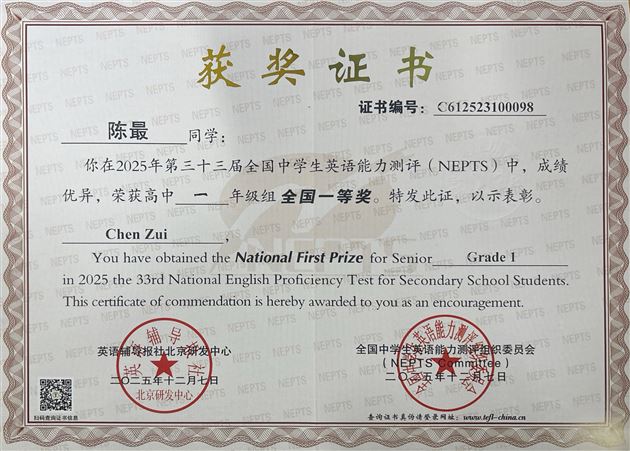 获奖证书
证书编号：C612523100098
陈最 同学：
你在2025年第三十三届全国中学生英语能力测评（NEPTS）中，成绩
优异，荣获高中 一 年级组 全国一等奖。特发此证，以示表彰。
Chen Zui ，
You have obtained the National First Prize for Senior Grade 1
in 2025 the 33rd National English Proficiency Test for Secondary School Students.
This certificate of commendation is hereby awarded to you as an encouragement.
英语辅导报社北京研发中心
二〇二五年十二月七日
英语辅导报社
北京研发中心
全国中学生英语能力测评组织委员会
(NEPTS Committee)
二〇二五年十二月七日
扫码查询证书信息
查询证书真伪请登录网址：www.tefl-china.cn
NEPTS